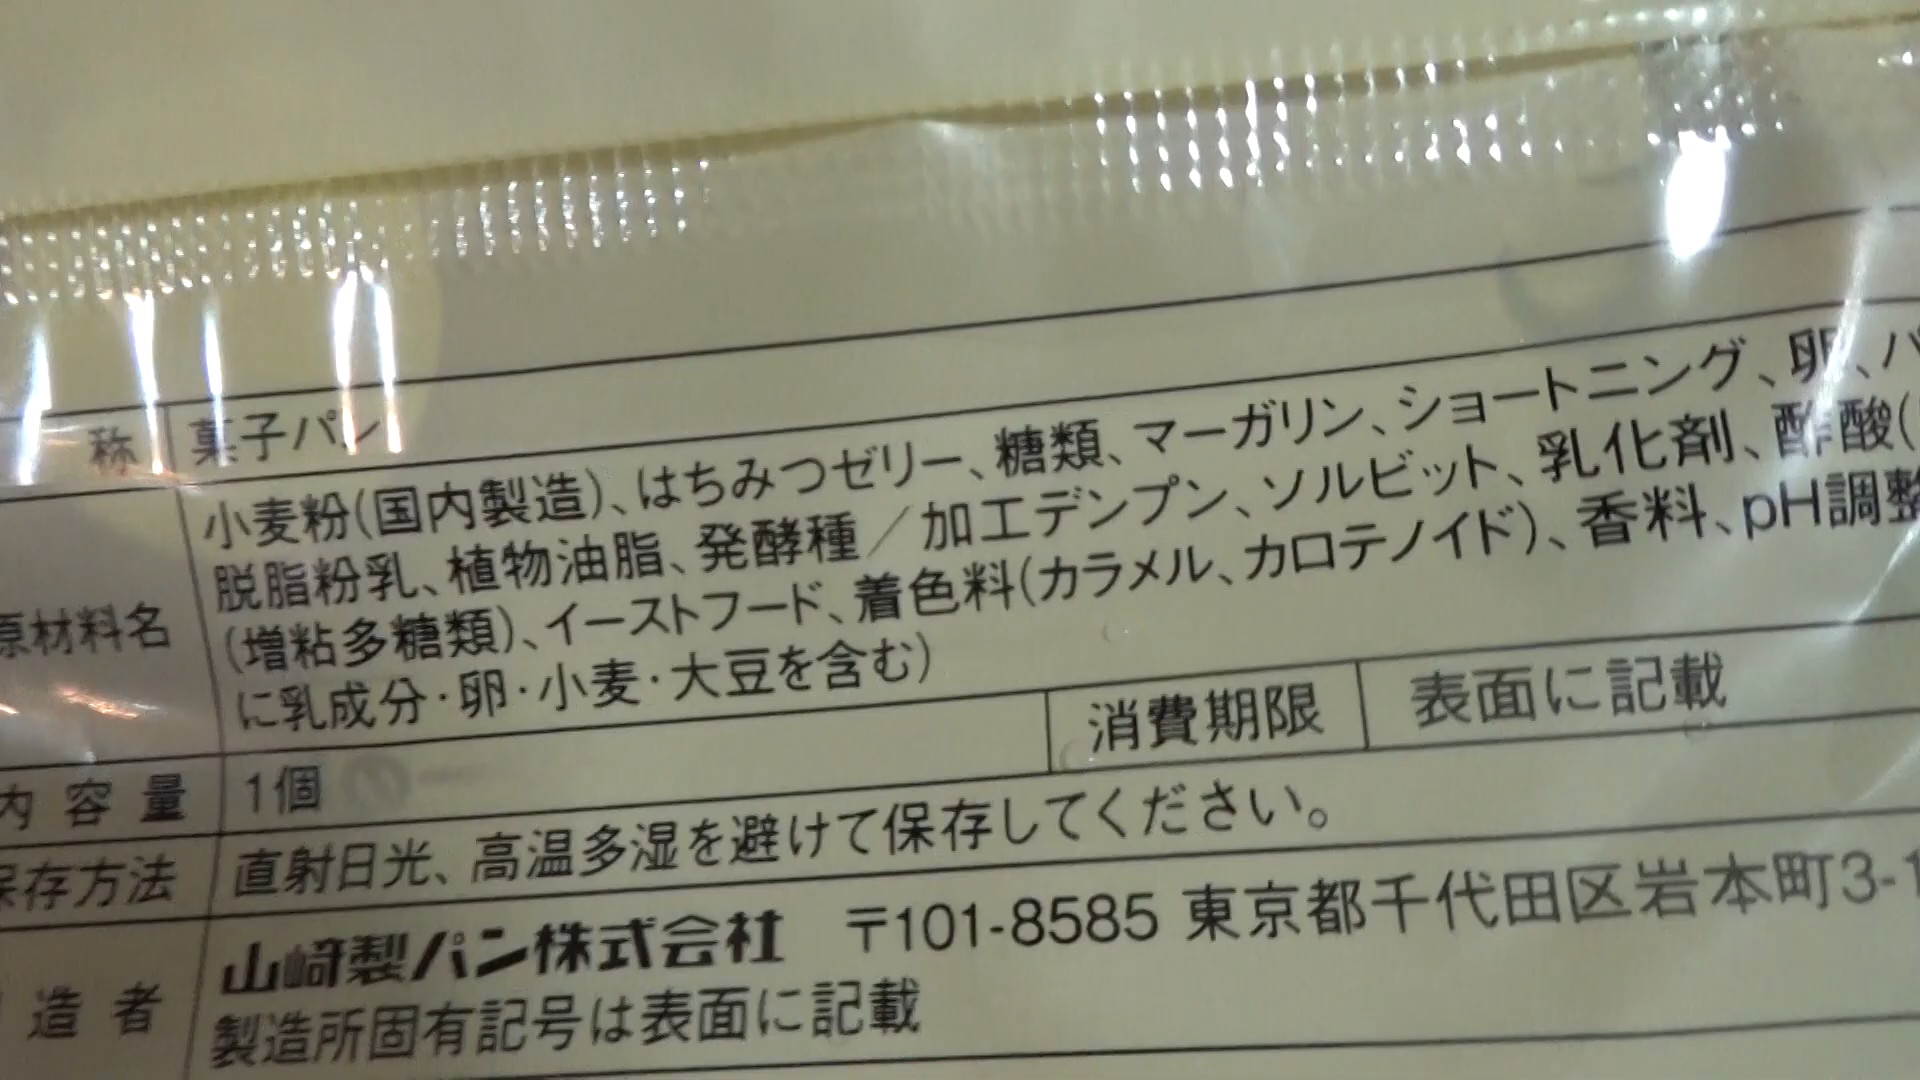 称 菓子パン
原材料名 小麦粉(国内製造)、はちみつゼリー、糖類、マーガリン、ショートニング、卵、
脱脂粉乳、植物油脂、発酵種／加工デンプン、ソルビット、乳化剤、酢酸(
(増粘多糖類)、イーストフード、着色料(カラメル、カロテノイド)、香料、pH調整
に乳成分・卵・小麦・大豆を含む)
内容量 1個 消費期限 表面に記載
保存方法 直射日光、高温多湿を避けて保存してください。
造者 山崎製パン株式会社 〒101-8585 東京都千代田区岩本町3-1
製造所固有記号は表面に記載